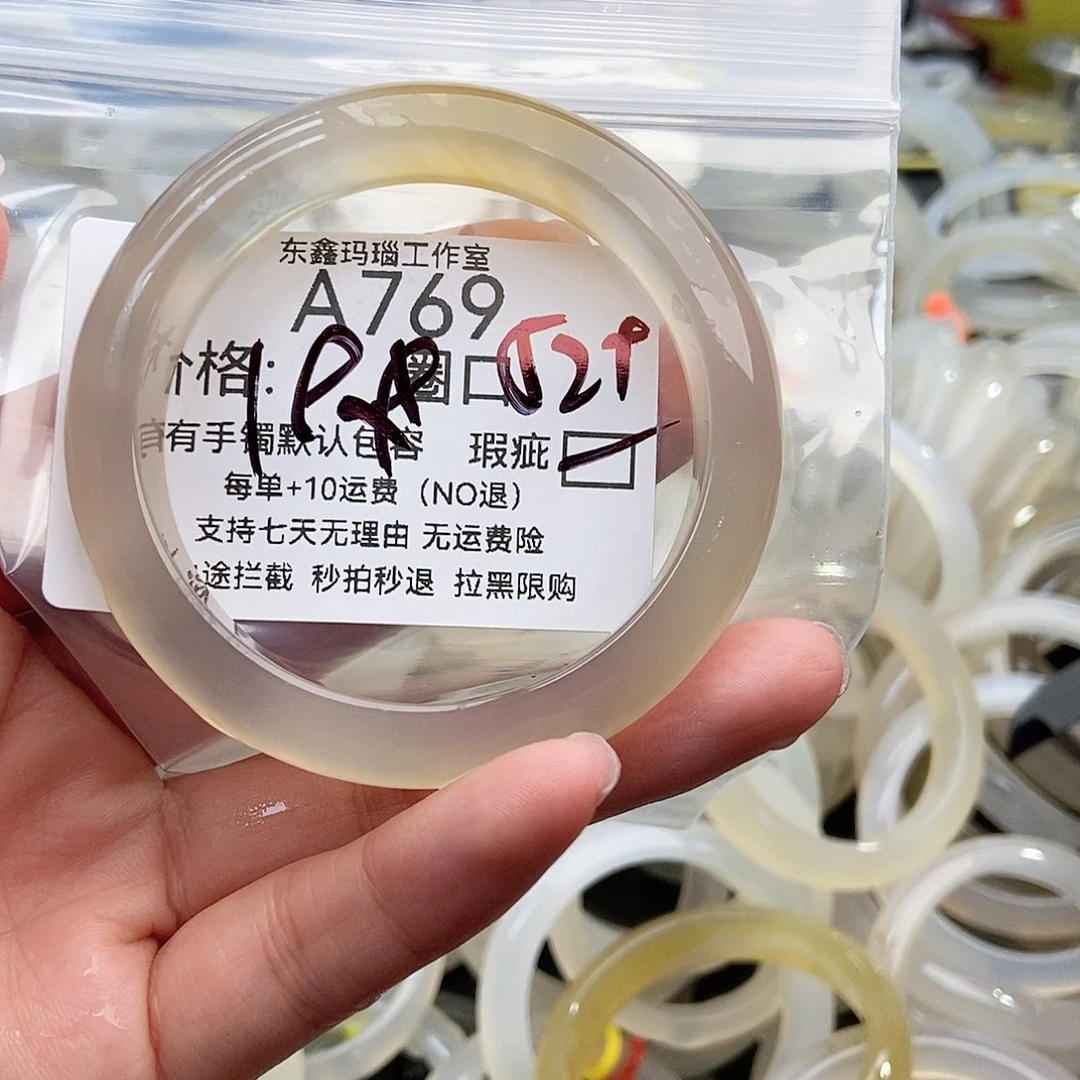 东鑫玛瑙工作室
A769
价格： 圈口 52
有手镯默认包容 瑕疵
每单+10运费（NO退）
支持七天无理由 无运费险
途拦截 秒拍秒退 拉黑限购